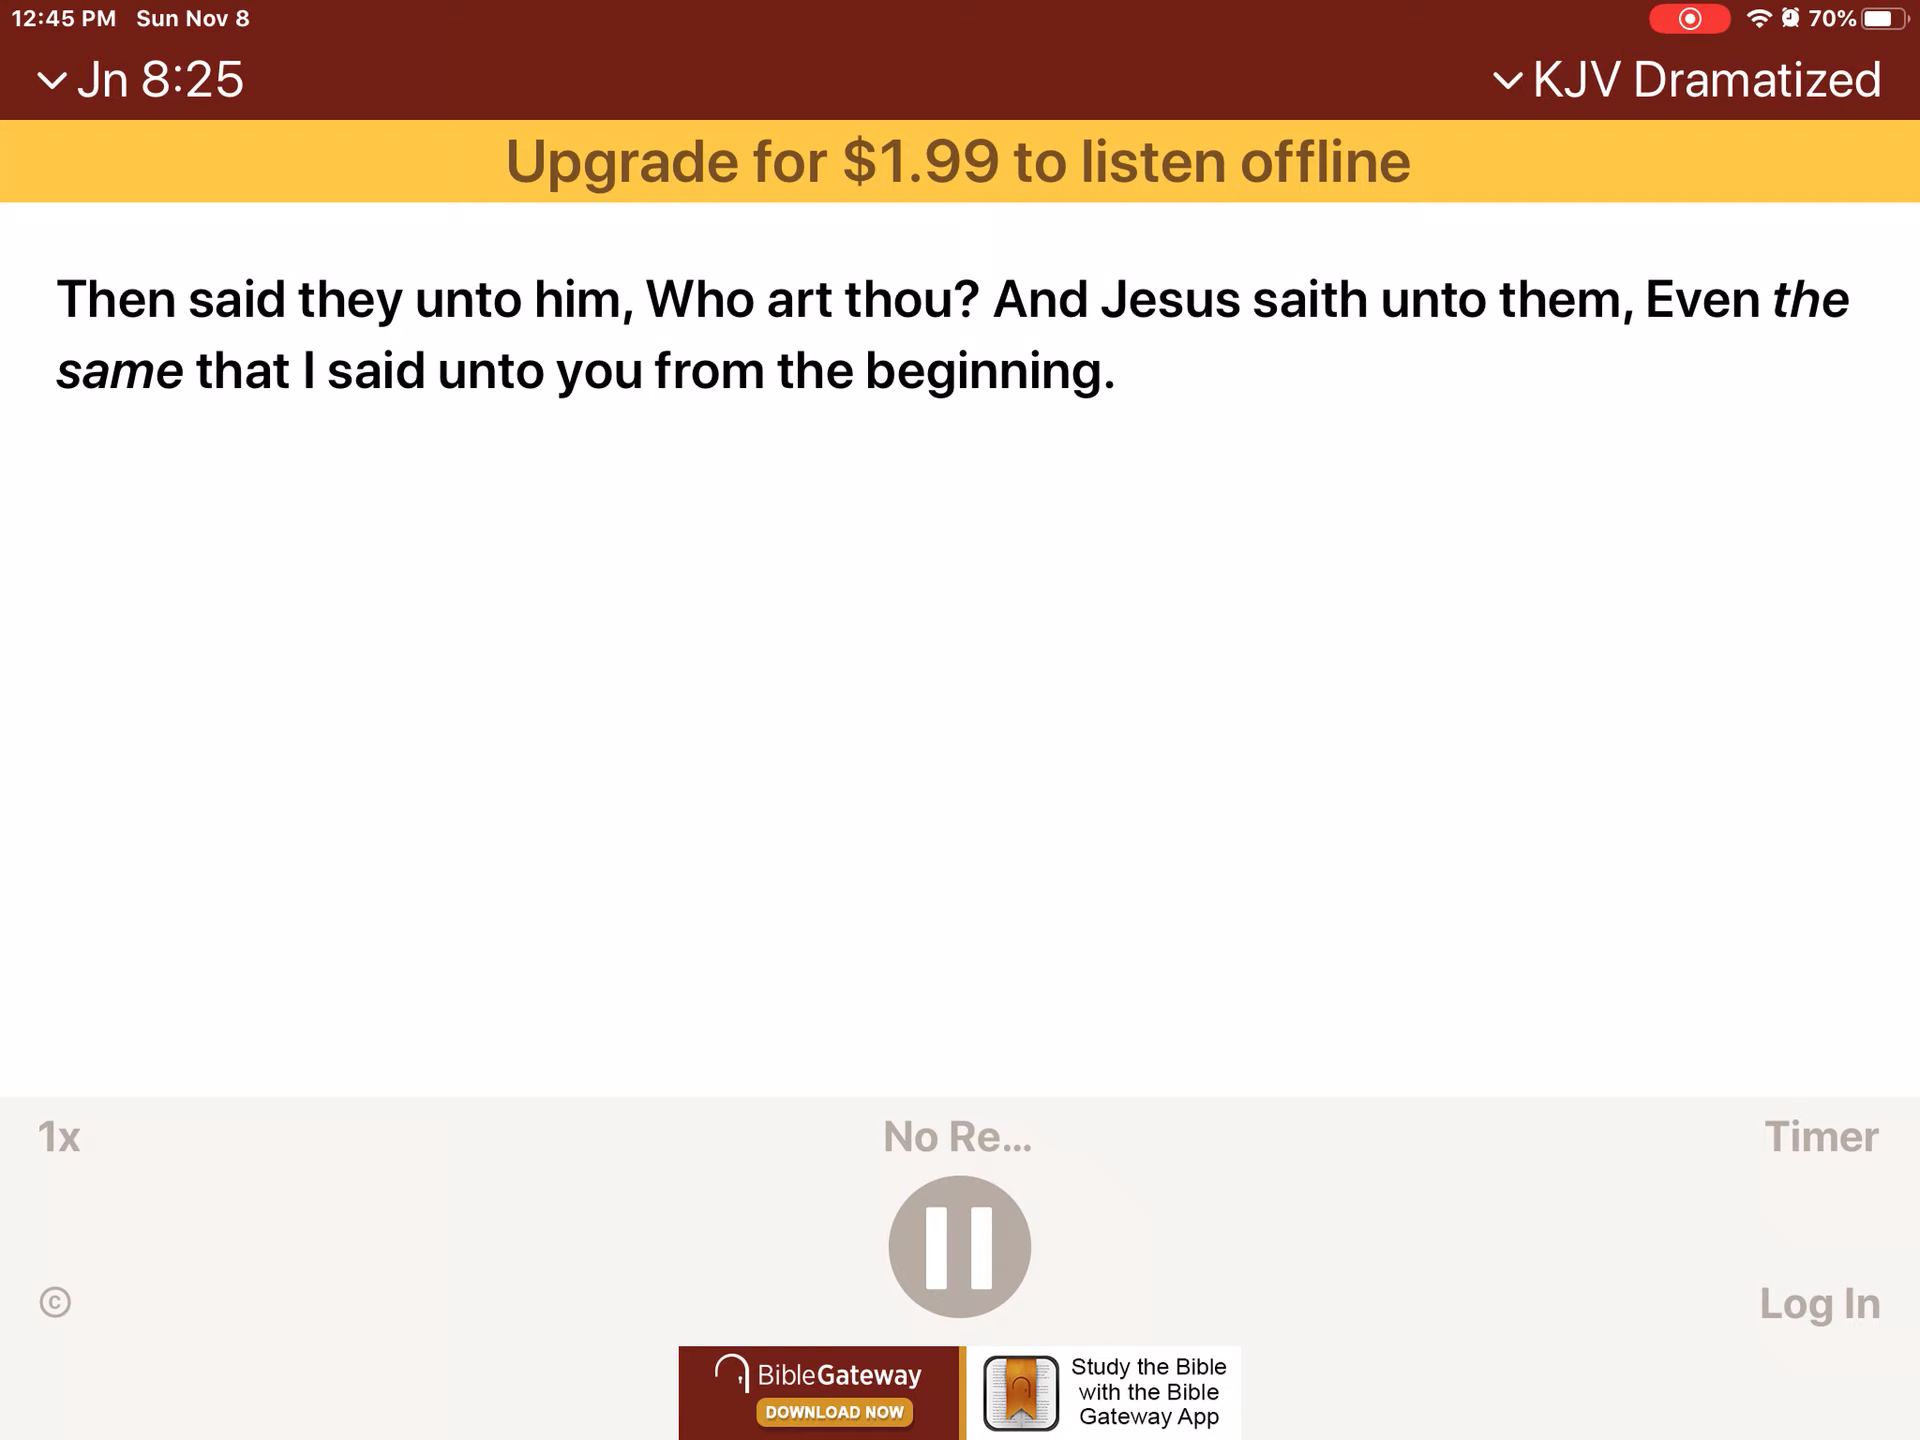 12:45 PM Sun Nov 8
70%
Jn 8:25
KJV Dramatized
Upgrade for $1.99 to listen offline
Then said they unto him, Who art thou? And Jesus saith unto them, Even the
same that I said unto you from the beginning.
1x
No Re...
Timer
©
Log In
BibleGateway
DOWNLOAD NOW
Study the Bible
with the Bible
Gateway App